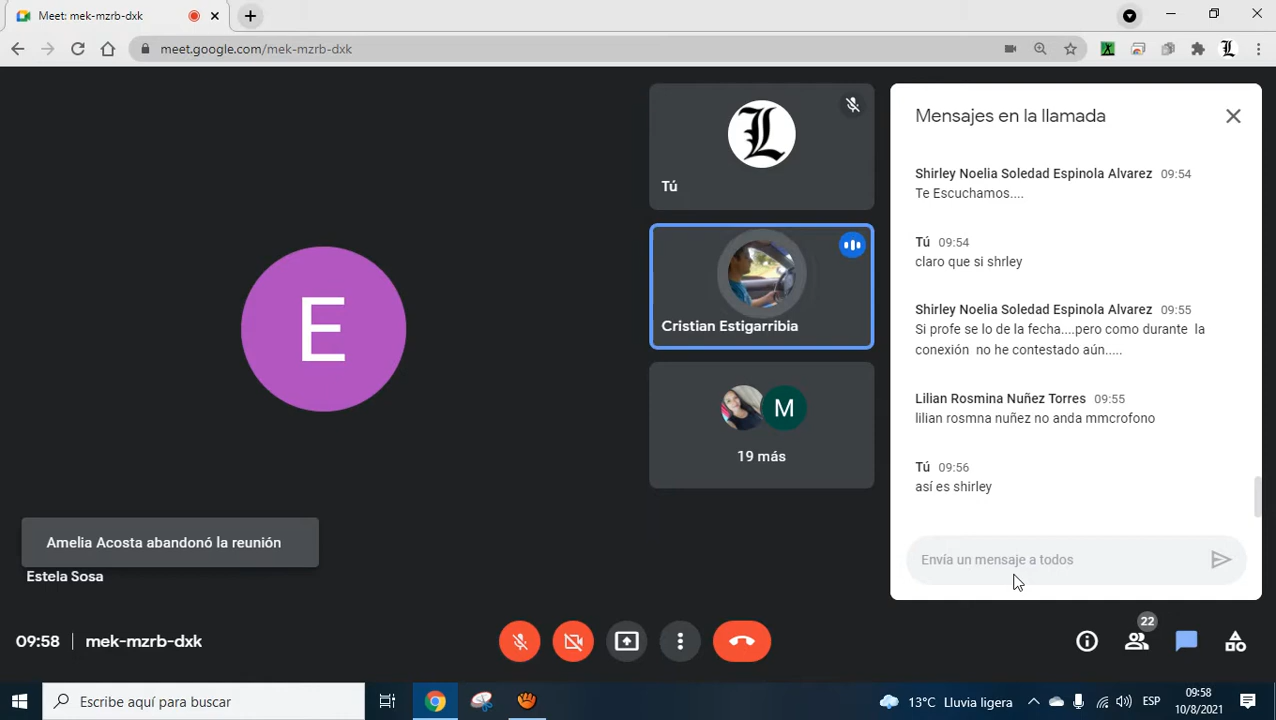 Meet: mek-mzrb-dxk
meet.google.com/mek-mzrb-dxk
L
L
Tú
Cristian Estigarribia
M
19 más
E
Amelia Acosta abandonó la reunión
Estela Sosa
Mensajes en la llamada
Shirley Noelia Soledad Espinola Alvarez 09:54
Te Escuchamos....
Tú 09:54
claro que si shrley
Shirley Noelia Soledad Espinola Alvarez 09:55
Si profe se lo de la fecha....pero como durante la
conexión no he contestado aún.....
Lilian Rosmina Nuñez Torres 09:55
lilian rosmna nuñez no anda mmcrofono
Tú 09:56
así es shirley
Envía un mensaje a todos
09:58 | mek-mzrb-dxk
22
Escribe aquí para buscar
13°C Lluvia ligera
ESP
09:58
10/8/2021